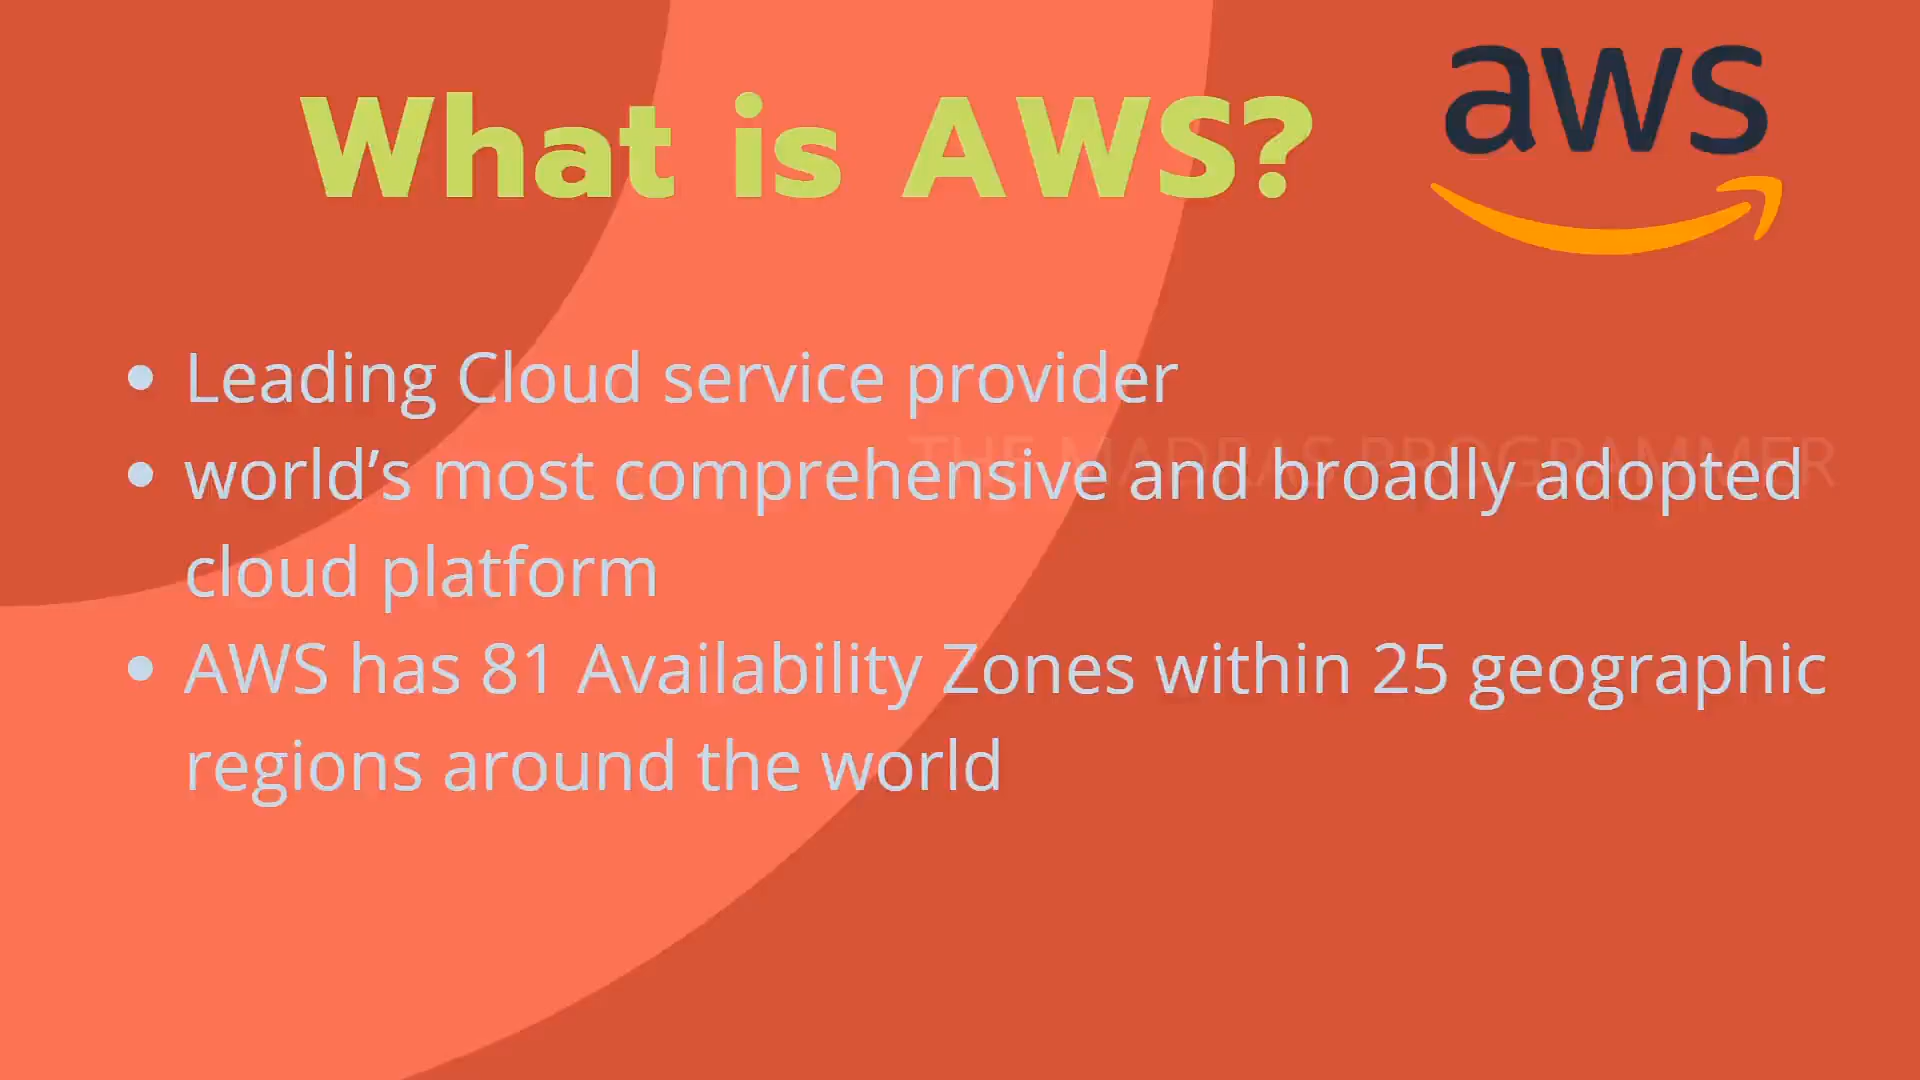 What is AWS?
aws
• Leading Cloud service provider
THE MADRAS PROGRAMMER
• world’s most comprehensive and broadly adopted
cloud platform
• AWS has 81 Availability Zones within 25 geographic
regions around the world